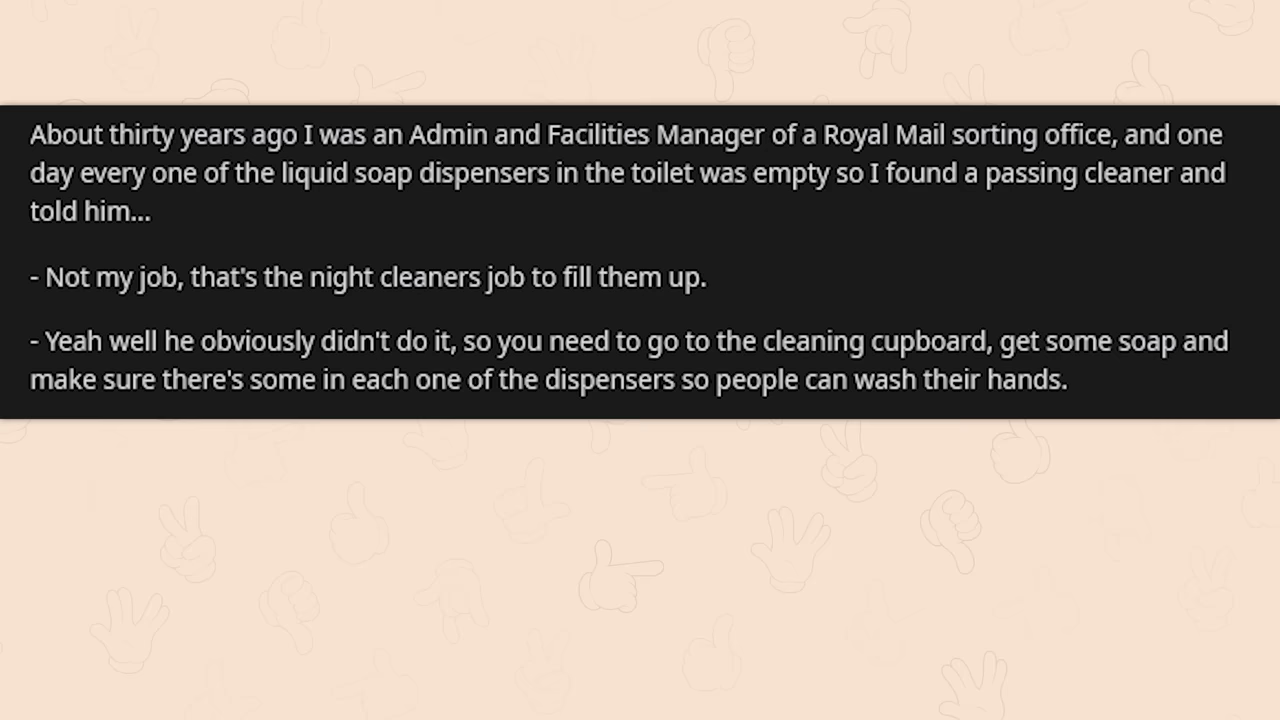 About thirty years ago I was an Admin and Facilities Manager of a Royal Mail sorting office, and one
day every one of the liquid soap dispensers in the toilet was empty so I found a passing cleaner and
told him...
- Not my job, that's the night cleaners job to fill them up.
- Yeah well he obviously didn't do it, so you need to go to the cleaning cupboard, get some soap and
make sure there's some in each one of the dispensers so people can wash their hands.